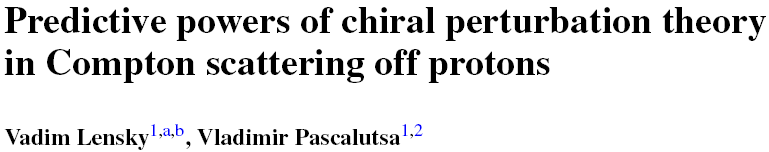 Predictive powers of chiral perturbation theory
in Compton scattering off protons
Vadim Lensky1,a,b, Vladimir Pascalutsa1,2